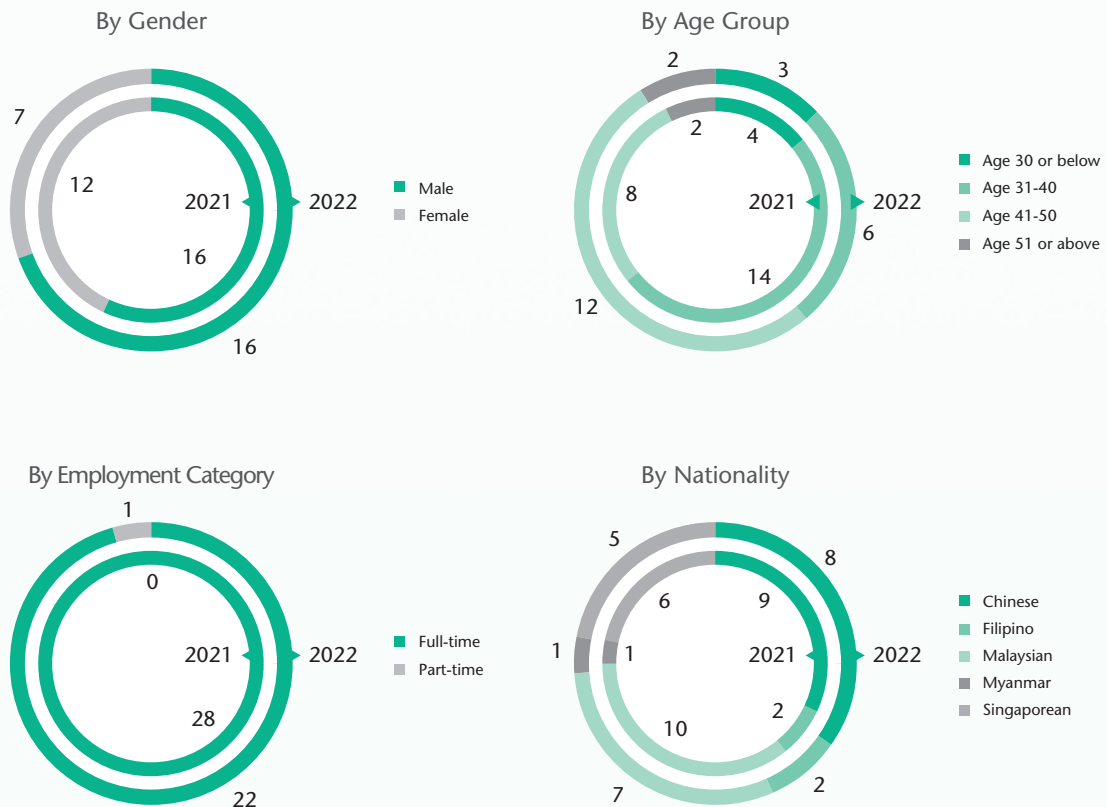 By Gender
7
12
2021
2022
16
16
Male
Female
By Age Group
2
3
2
4
8
2021
2022
6
14
12
Age 30 or below
Age 31-40
Age 41-50
Age 51 or above
By Employment Category
1
0
2021
2022
28
22
Full-time
Part-time
By Nationality
5
8
6
9
1
1
2021
2022
2
10
2
7
Chinese
Filipino
Malaysian
Myanmar
Singaporean